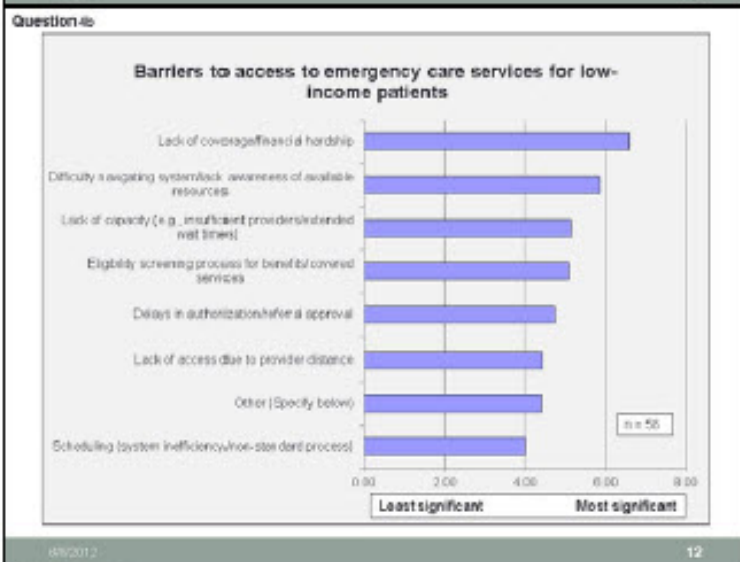 Question 4b
Barriers to access to emergency care services for low-
income patients
Lack of coverage/financial hardship
Difficulty navigating system/lack awareness of available
resources
Lack of capacity (e.g., insufficient providers/extended
wait times)
Eligibility screening process for benefits/covered
services
Delays in authorization/referral approval
Lack of access due to provider distance
Other (Specify below)
Scheduling (system inefficiency/non-standard process)
n = 56
0.00 2.00 4.00 6.00 8.00
Least significant Most significant
12